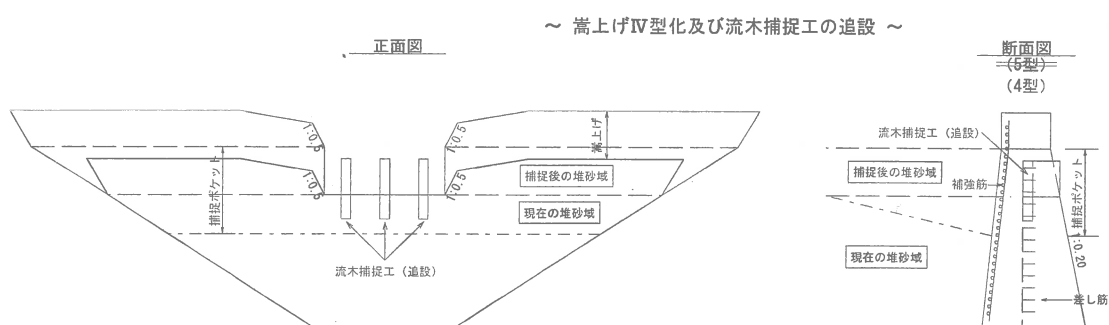 ～ 嵩上げⅣ型化及び流木捕捉工の追設 ～
正面図
断面図
(5型)
(4型)
1:0.5
1:0.5
嵩上げ
流木捕捉工（追設）
捕捉ポケット
1:0.5
1:0.5
捕捉後の堆砂域
現在の堆砂域
流木捕捉工（追設）
捕捉後の堆砂域
補強筋
捕捉ポケット
1:0.20
現在の堆砂域
差し筋